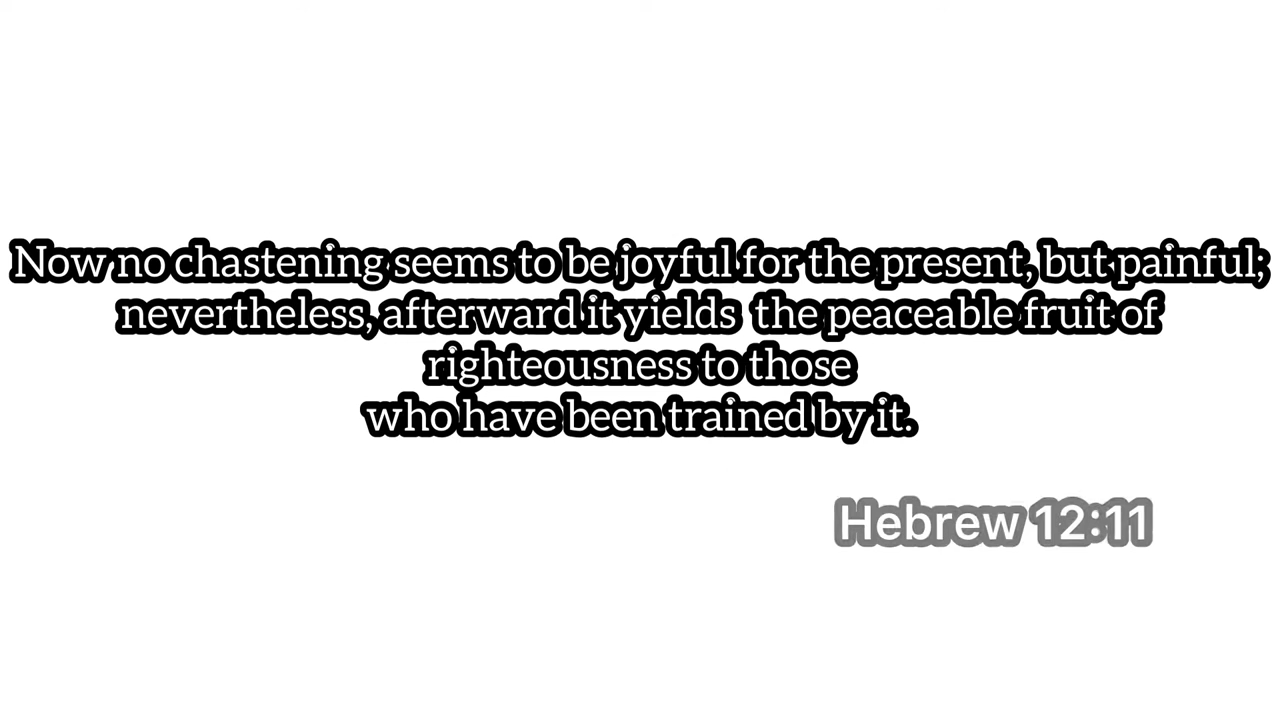 Now no chastening seems to be joyful for the present, but painful;
nevertheless, afterward it yields  the peaceable fruit of
righteousness to those
who have been trained by it.
Hebrew 12:11